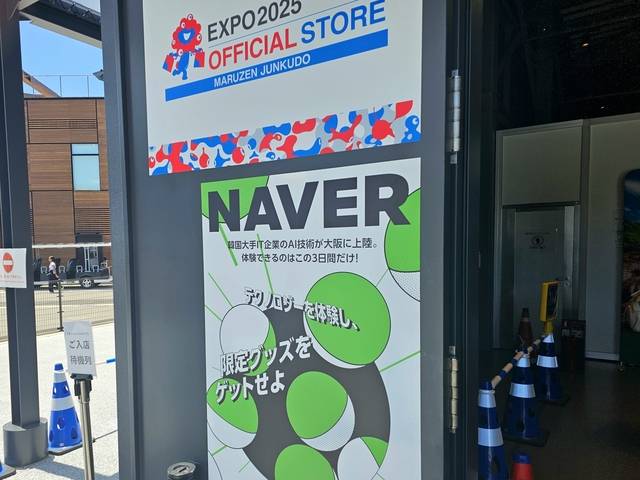 EXPO2025
OFFICIAL STORE
MARUZEN JUNKUDO
NAVER
韓国大手IT企業のAI技術が大阪に上陸。
体験できるのはこの3日間だけ!
テクノロジーを体験し、
限定グッズを
ゲットせよ
ご入店
待機列